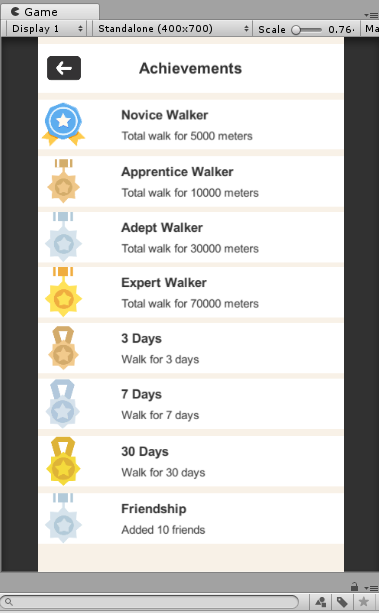 Game
Display 1
Standalone (400x700)
Scale
0.76
Ma
Achievements
Novice Walker
Total walk for 5000 meters
Apprentice Walker
Total walk for 10000 meters
Adept Walker
Total walk for 30000 meters
Expert Walker
Total walk for 70000 meters
3 Days
Walk for 3 days
7 Days
Walk for 7 days
30 Days
Walk for 30 days
Friendship
Added 10 friends